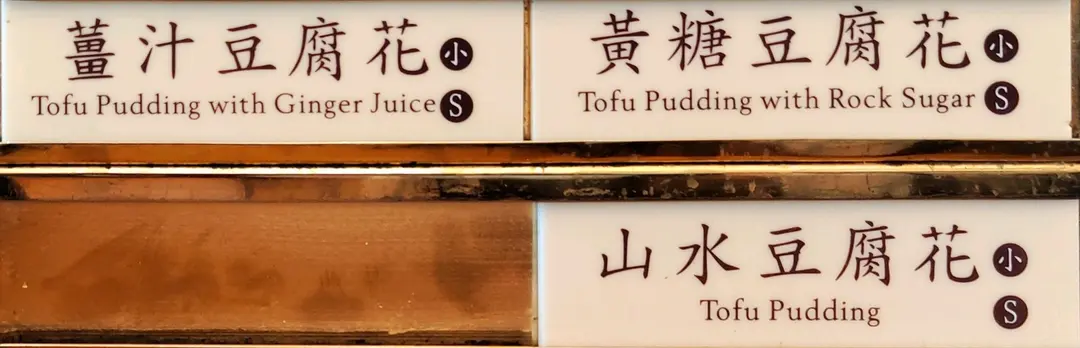 薑汁豆腐花 小
Tofu Pudding with Ginger Juice S
黃糖豆腐花 小
Tofu Pudding with Rock Sugar S
山水豆腐花 小
Tofu Pudding S